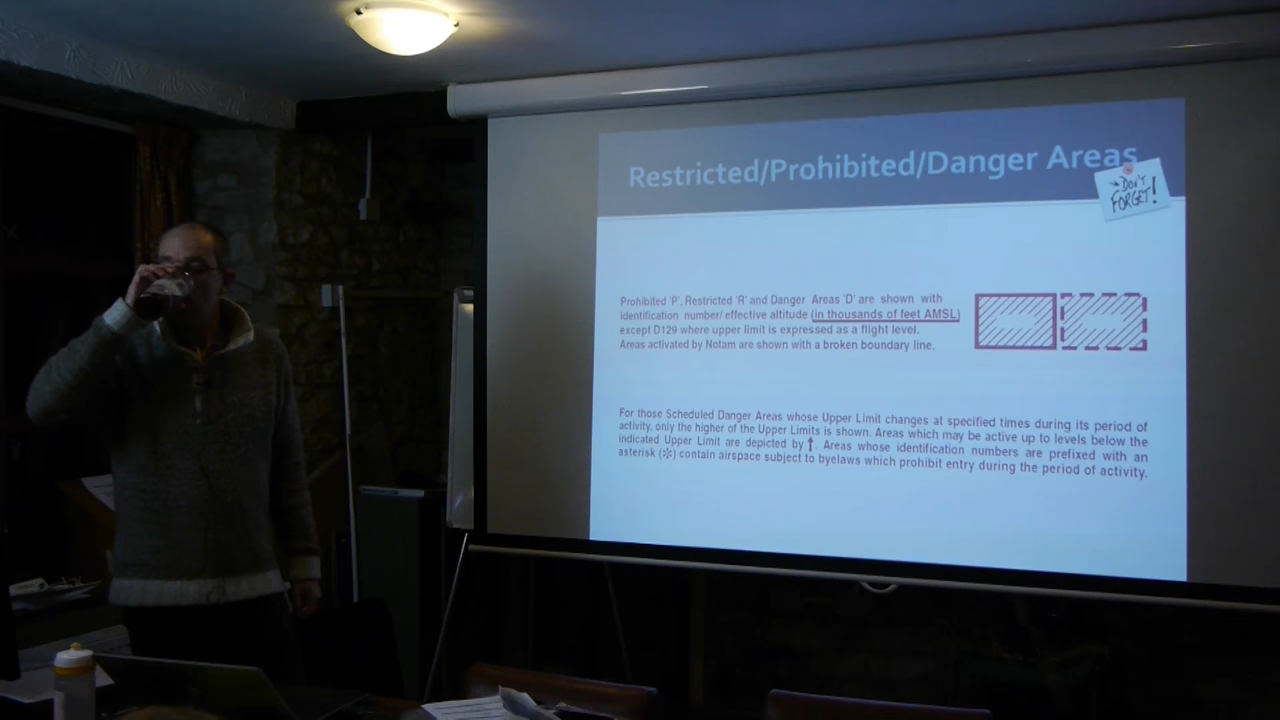 Restricted/Prohibited/Danger Areas
DON'T
FORGET!
Prohibited 'P', Restricted 'R' and Danger Areas 'D' are shown with
identification number/ effective altitude (in thousands of feet AMSL)
except D129 where upper limit is expressed as a flight level.
Areas activated by Notam are shown with a broken boundary line.
For those Scheduled Danger Areas whose Upper Limit changes at specified times during its period of
activity, only the higher of the Upper Limits is shown. Areas which may be active up to levels below the
indicated Upper Limit are depicted by ↑. Areas whose identification numbers are prefixed with an
asterisk (✻) contain airspace subject to byelaws which prohibit entry during the period of activity.